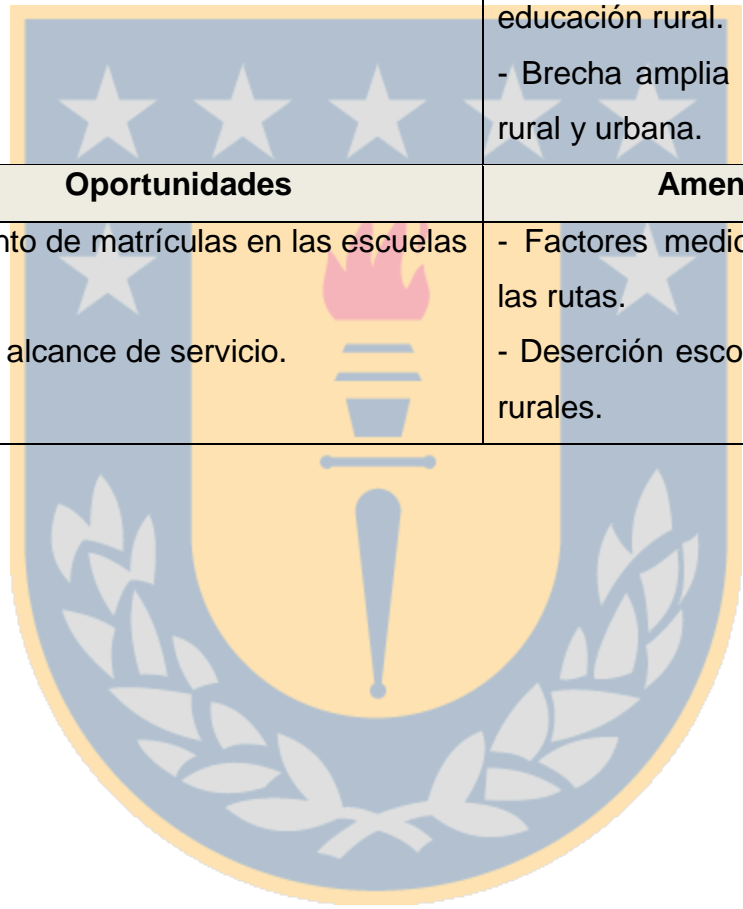 educación rural.
- Brecha amplia
rural y urbana.
Oportunidades
nto de matrículas en las escuelas
alcance de servicio.
Amen
- Factores medio
las rutas.
- Deserción esco
rurales.